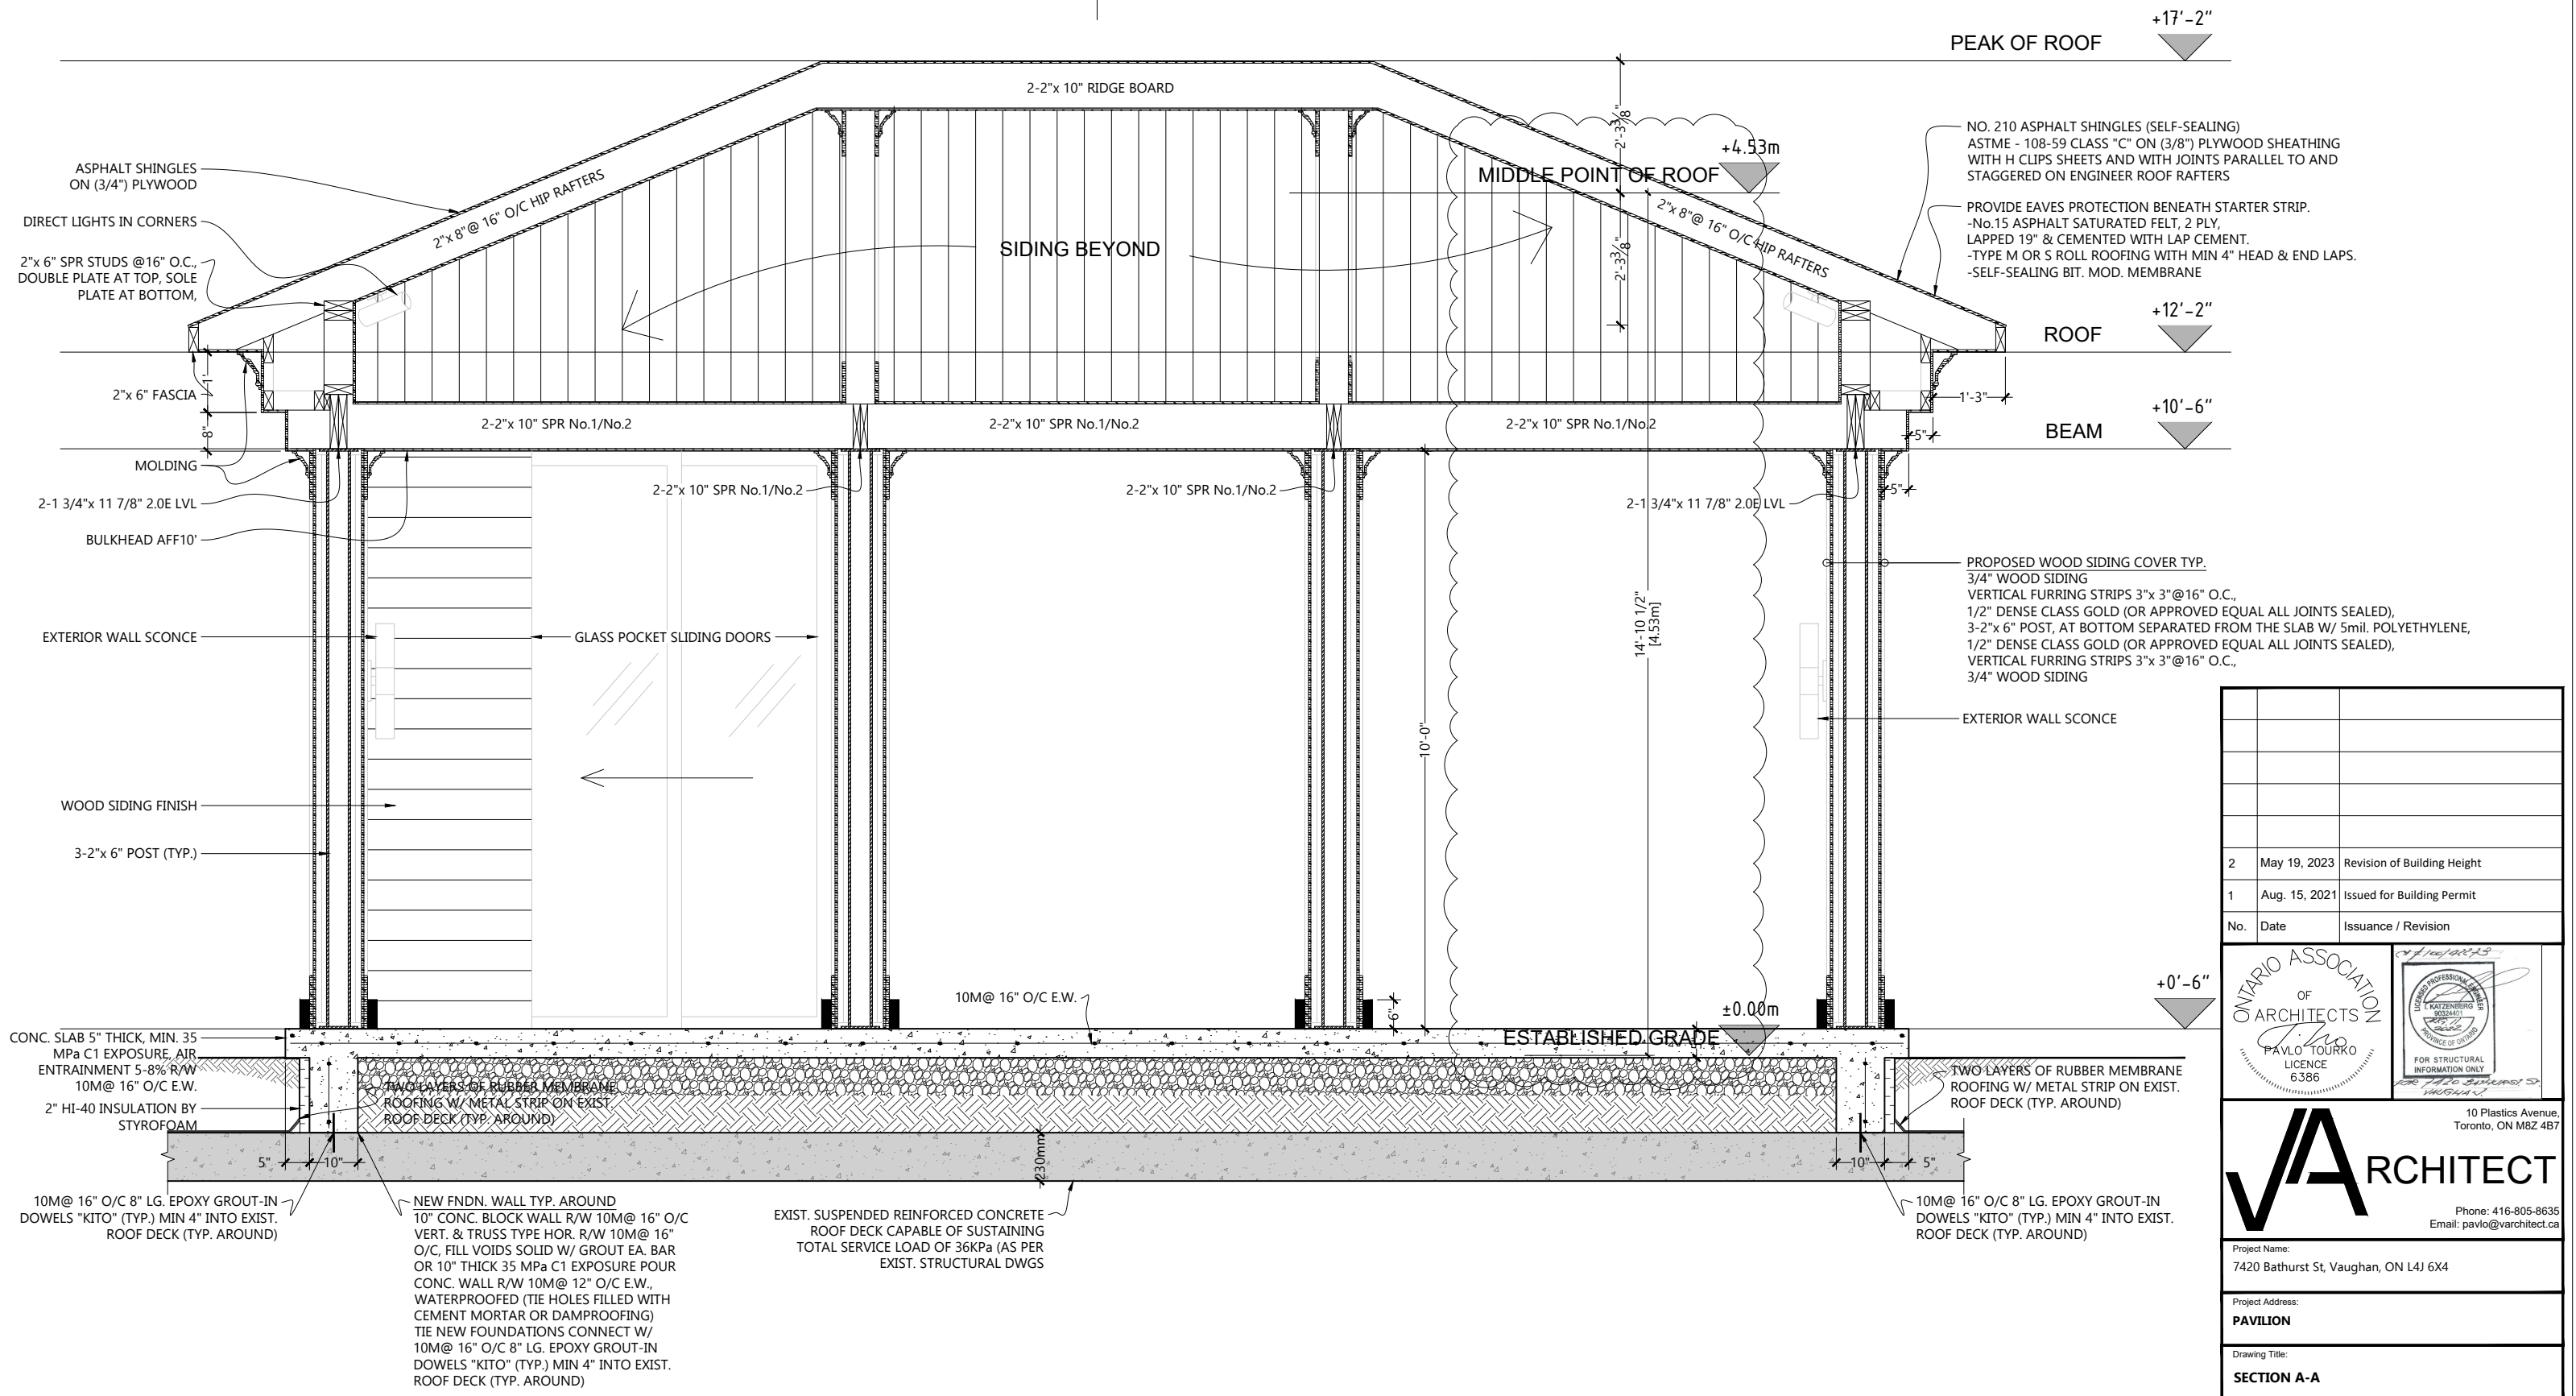 +17'-2"
PEAK OF ROOF
2-2"x 10" RIDGE BOARD
2'-3 3/8"
+4.53m
MIDDLE POINT OF ROOF
2'-3 3/8"
ASPHALT SHINGLES
ON (3/4") PLYWOOD
2"x 8"@ 16" O/C HIP RAFTERS
DIRECT LIGHTS IN CORNERS
2"x 6" SPR STUDS @16" O.C.,
DOUBLE PLATE AT TOP, SOLE
PLATE AT BOTTOM,
SIDING BEYOND
2"x 8"@ 16" O/C HIP RAFTERS
NO. 210 ASPHALT SHINGLES (SELF-SEALING)
ASTME - 108-59 CLASS "C" ON (3/8") PLYWOOD SHEATHING
WITH H CLIPS SHEETS AND WITH JOINTS PARALLEL TO AND
STAGGERED ON ENGINEER ROOF RAFTERS
PROVIDE EAVES PROTECTION BENEATH STARTER STRIP.
-No.15 ASPHALT SATURATED FELT, 2 PLY,
LAPPED 19" & CEMENTED WITH LAP CEMENT.
-TYPE M OR S ROLL ROOFING WITH MIN 4" HEAD & END LAPS.
-SELF-SEALING BIT. MOD. MEMBRANE
+12'-2"
ROOF
2"x 6" FASCIA
1'
8"
1'-3"
+10'-6"
BEAM
5"
5"
2-2"x 10" SPR No.1/No.2
2-2"x 10" SPR No.1/No.2
2-2"x 10" SPR No.1/No.2
MOLDING
2-1 3/4"x 11 7/8" 2.0E LVL
2-2"x 10" SPR No.1/No.2
2-2"x 10" SPR No.1/No.2
2-1 3/4"x 11 7/8" 2.0E LVL
BULKHEAD AFF10'
PROPOSED WOOD SIDING COVER TYP.
3/4" WOOD SIDING
VERTICAL FURRING STRIPS 3"x 3"@16" O.C.,
1/2" DENSE CLASS GOLD (OR APPROVED EQUAL ALL JOINTS SEALED),
3-2"x 6" POST, AT BOTTOM SEPARATED FROM THE SLAB W/ 5mil. POLYETHYLENE,
1/2" DENSE CLASS GOLD (OR APPROVED EQUAL ALL JOINTS SEALED),
VERTICAL FURRING STRIPS 3"x 3"@16" O.C.,
3/4" WOOD SIDING
EXTERIOR WALL SCONCE
GLASS POCKET SLIDING DOORS
14'-10 1/2"
[4.53m]
10'-0"
EXTERIOR WALL SCONCE
WOOD SIDING FINISH
3-2"x 6" POST (TYP.)
10M@ 16" O/C E.W.
6"
±0.00m
ESTABLISHED GRADE
+0'-6"
CONC. SLAB 5" THICK, MIN. 35
MPa C1 EXPOSURE, AIR
ENTRAINMENT 5-8% R/W
10M@ 16" O/C E.W.
2" HI-40 INSULATION BY
STYROFOAM
TWO LAYERS OF RUBBER MEMBRANE
ROOFING W/ METAL STRIP ON EXIST.
ROOF DECK (TYP. AROUND)
TWO LAYERS OF RUBBER MEMBRANE
ROOFING W/ METAL STRIP ON EXIST.
ROOF DECK (TYP. AROUND)
5"
10"
230mm
10"
5"
10M@ 16" O/C 8" LG. EPOXY GROUT-IN
DOWELS "KITO" (TYP.) MIN 4" INTO EXIST.
ROOF DECK (TYP. AROUND)
NEW FNDN. WALL TYP. AROUND
10" CONC. BLOCK WALL R/W 10M@ 16" O/C
VERT. & TRUSS TYPE HOR. R/W 10M@ 16"
O/C, FILL VOIDS SOLID W/ GROUT EA. BAR
OR 10" THICK 35 MPa C1 EXPOSURE POUR
CONC. WALL R/W 10M@ 12" O/C E.W.,
WATERPROOFED (TIE HOLES FILLED WITH
CEMENT MORTAR OR DAMPROOFING)
TIE NEW FOUNDATIONS CONNECT W/
10M@ 16" O/C 8" LG. EPOXY GROUT-IN
DOWELS "KITO" (TYP.) MIN 4" INTO EXIST.
ROOF DECK (TYP. AROUND)
EXIST. SUSPENDED REINFORCED CONCRETE
ROOF DECK CAPABLE OF SUSTAINING
TOTAL SERVICE LOAD OF 36KPa (AS PER
EXIST. STRUCTURAL DWGS
10M@ 16" O/C 8" LG. EPOXY GROUT-IN
DOWELS "KITO" (TYP.) MIN 4" INTO EXIST.
ROOF DECK (TYP. AROUND)
2 May 19, 2023 Revision of Building Height
1 Aug. 15, 2021 Issued for Building Permit
No. Date Issuance / Revision
ONTARIO ASSOCIATION
OF
ARCHITECTS
PAVLO TOURKO
LICENCE
6386
LICENSED PROFESSIONAL ENGINEER
KATZENBERG
90324401
PROVINCE OF ONTARIO
FOR STRUCTURAL
INFORMATION ONLY
FOR 7420 BATHURST ST
VAUGHAN
10 Plastics Avenue,
Toronto, ON M8Z 4B7
VARCHITECT
Phone: 416-805-8635
Email: pavlo@varchitect.ca
Project Name:
7420 Bathurst St, Vaughan, ON L4J 6X4
Project Address:
PAVILION
Drawing Title:
SECTION A-A